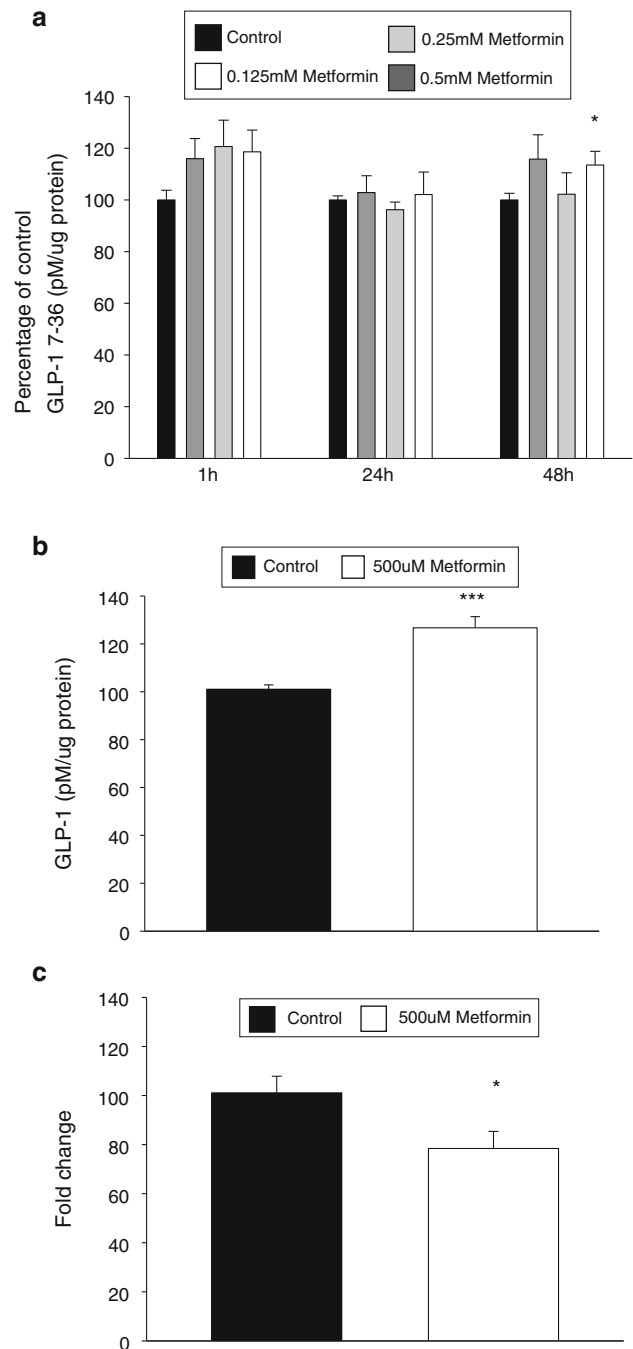 a
Control
0.25mM Metformin
0.125mM Metformin
0.5mM Metformin
Percentage of control
GLP-1 7-36 (pM/ug protein)
140
120
100
80
60
40
20
0
*
1h
24h
48h
b
Control
500uM Metformin
GLP-1 (pM/ug protein)
140
120
100
80
60
40
20
0
***
c
Control
500uM Metformin
Fold change
140
120
100
80
60
40
20
0
*